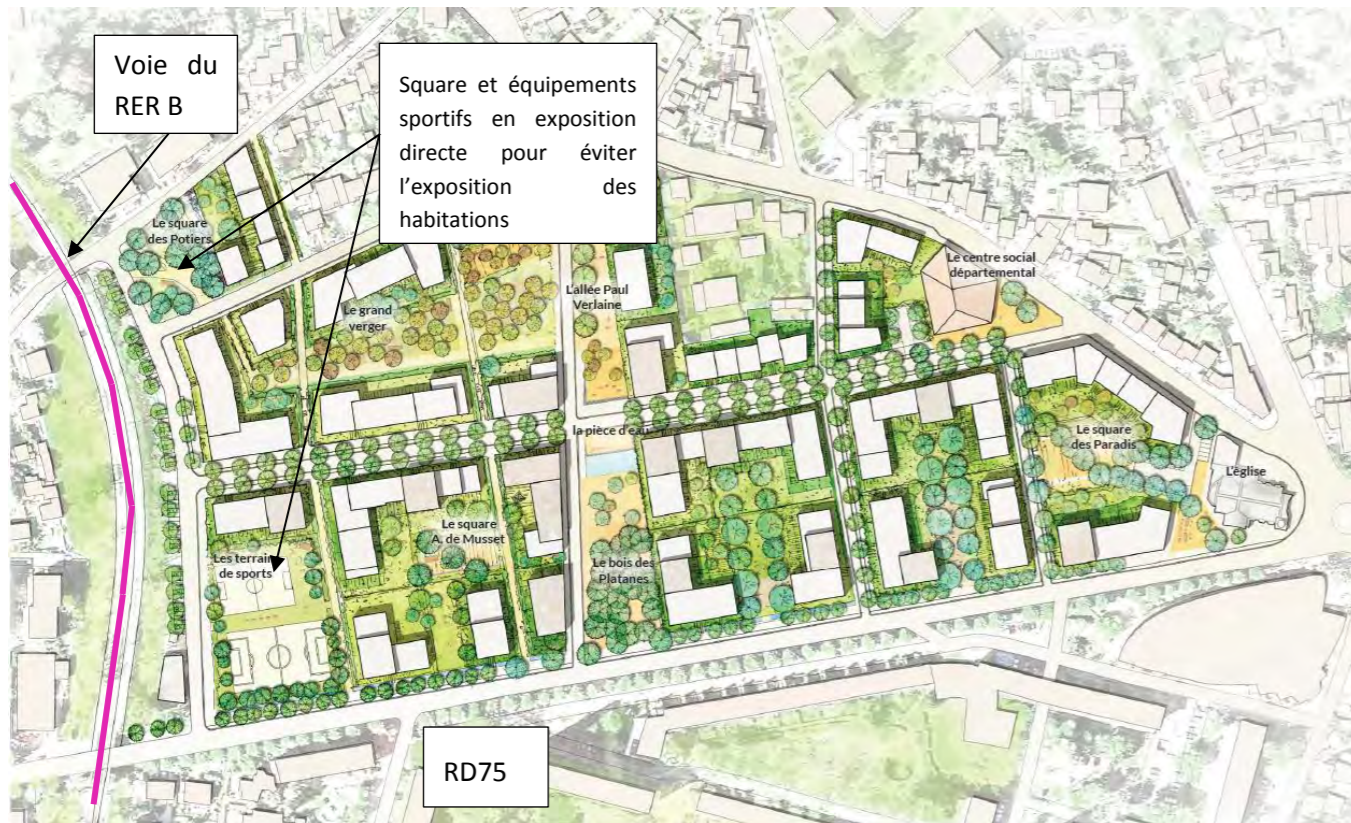 Voie du
RER B
Square et équipements
sportifs en exposition
directe pour éviter
l’exposition des
habitations
Le square
des Potiers
Le centre social
départemental
L'allée Paul
Verlaine
Le grand
verger
la pièce d'eau
Le square
des Paradis
L'église
Le square
A. de Musset
Les terrains
de sports
Le bois des
Platanes
RD75